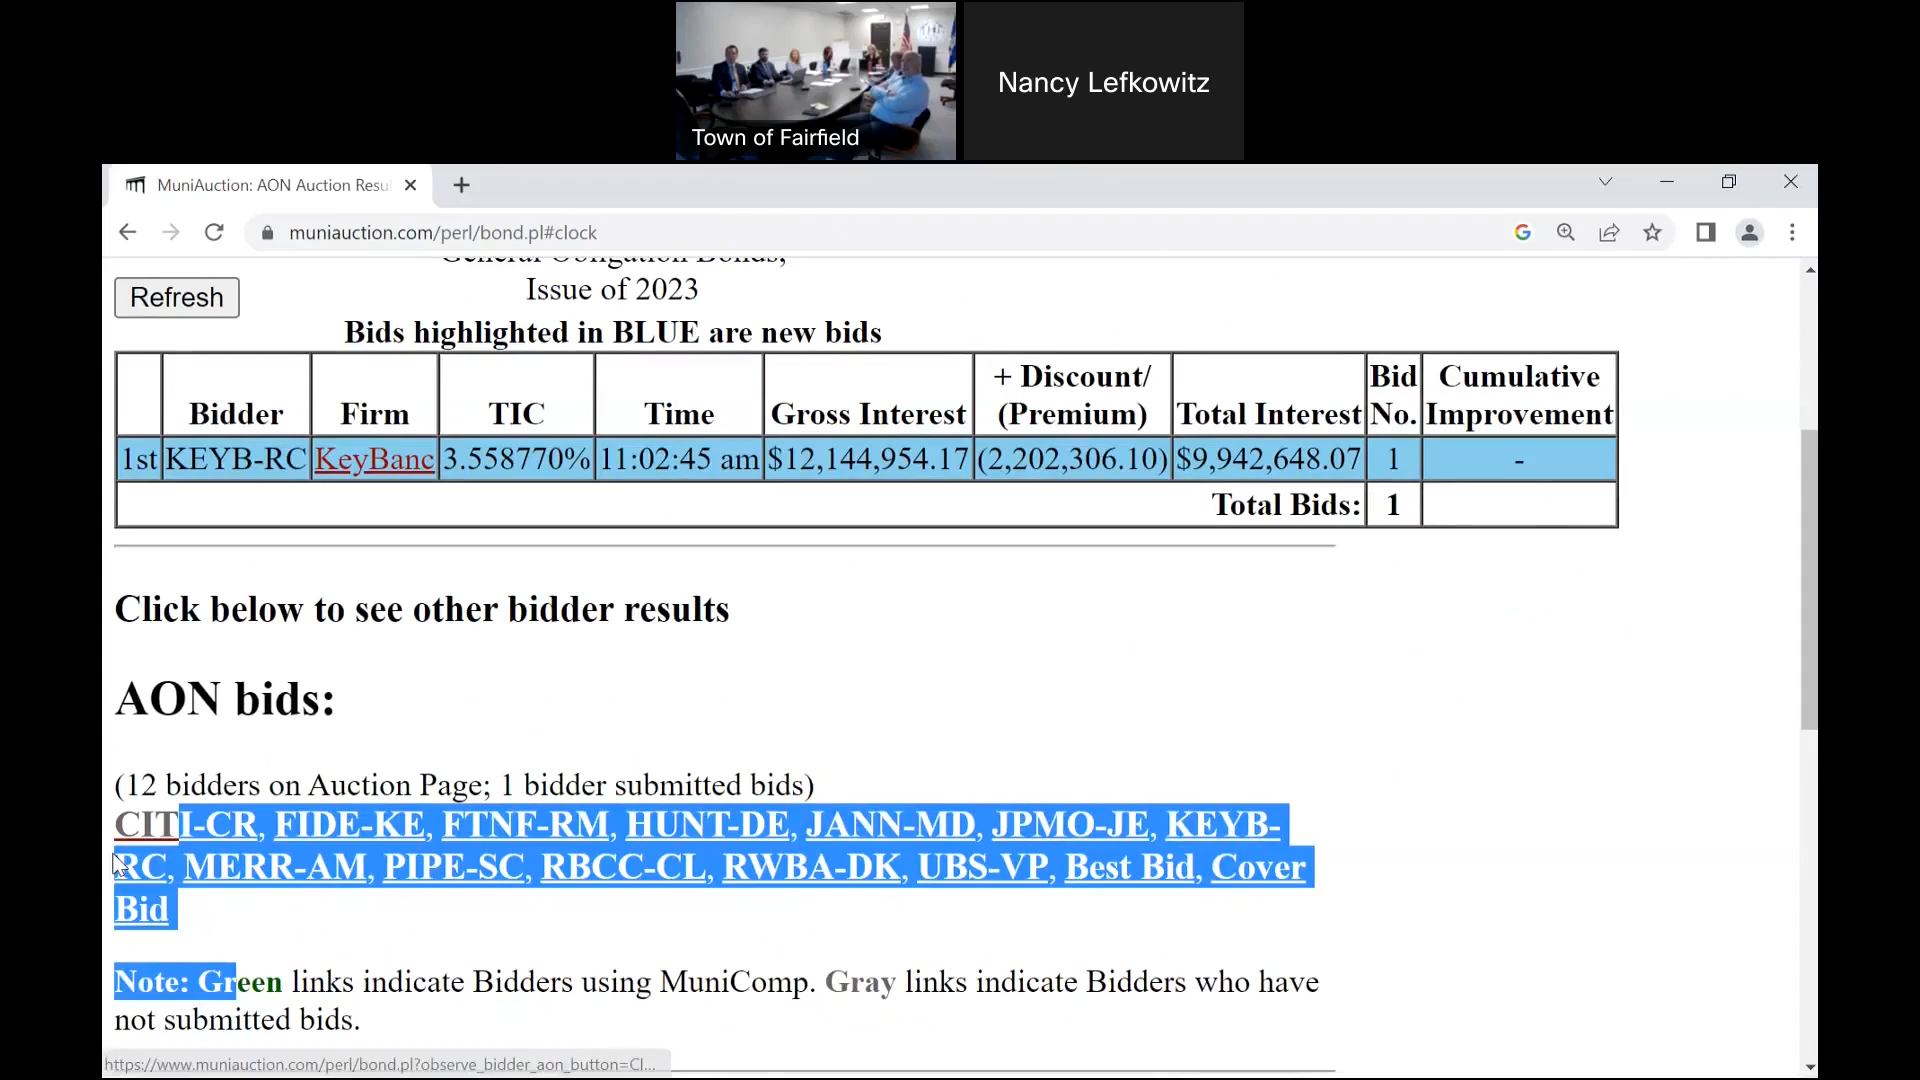 Town of Fairfield
Nancy Lefkowitz
MuniAuction: AON Auction Resu
muniauction.com/perl/bond.pl#clock
General Obligation Bonds,
Refresh
Issue of 2023
Bids highlighted in BLUE are new bids
Bidder Firm TIC Time Gross Interest + Discount/ (Premium) Total Interest Bid No. Cumulative Improvement
1st KEYB-RC KeyBanc 3.558770% 11:02:45 am $12,144,954.17 (2,202,306.10) $9,942,648.07 1 -
Total Bids: 1
Click below to see other bidder results
AON bids:
(12 bidders on Auction Page; 1 bidder submitted bids)
CITI-CR, FIDE-KE, FTNF-RM, HUNT-DE, JANN-MD, JPMO-JE, KEYB-
RC, MERR-AM, PIPE-SC, RBCC-CL, RWBA-DK, UBS-VP, Best Bid, Cover
Bid
Note: Green links indicate Bidders using MuniComp. Gray links indicate Bidders who have
not submitted bids.
https://www.muniauction.com/perl/bond.pl?observe_bidder_aon_button=CI...